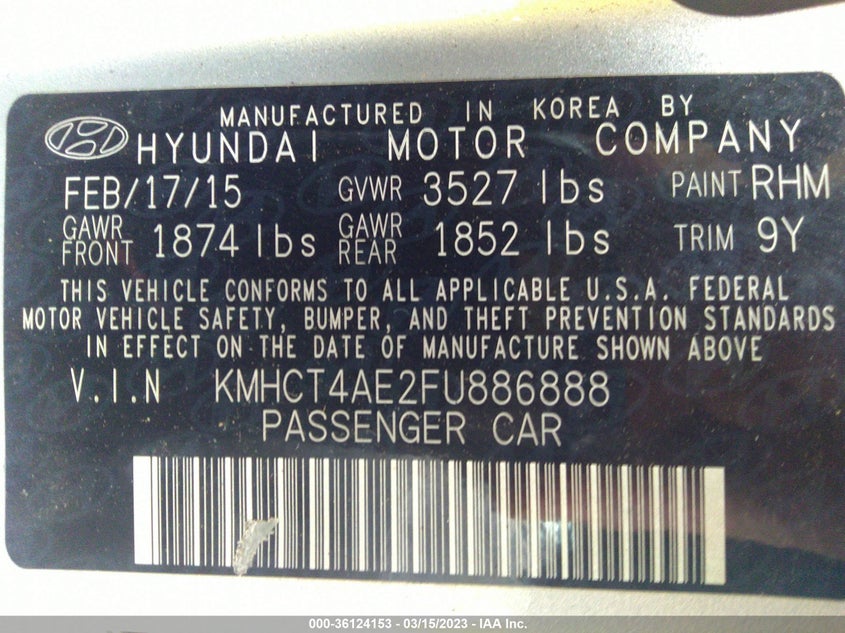 MANUFACTURED IN KOREA BY
HYUNDAI MOTOR COMPANY
FEB/17/15 GVWR 3527 lbs PAINT RHM
GAWR FRONT 1874 lbs GAWR REAR 1852 lbs TRIM 9Y
THIS VEHICLE CONFORMS TO ALL APPLICABLE U.S.A. FEDERAL
MOTOR VEHICLE SAFETY, BUMPER, AND THEFT PREVENTION STANDARDS
IN EFFECT ON THE DATE OF MANUFACTURE SHOWN ABOVE
V.I.N KMHCT4AE2FU886888
PASSENGER CAR
000-36124153 - 03/15/2023 - IAA Inc.